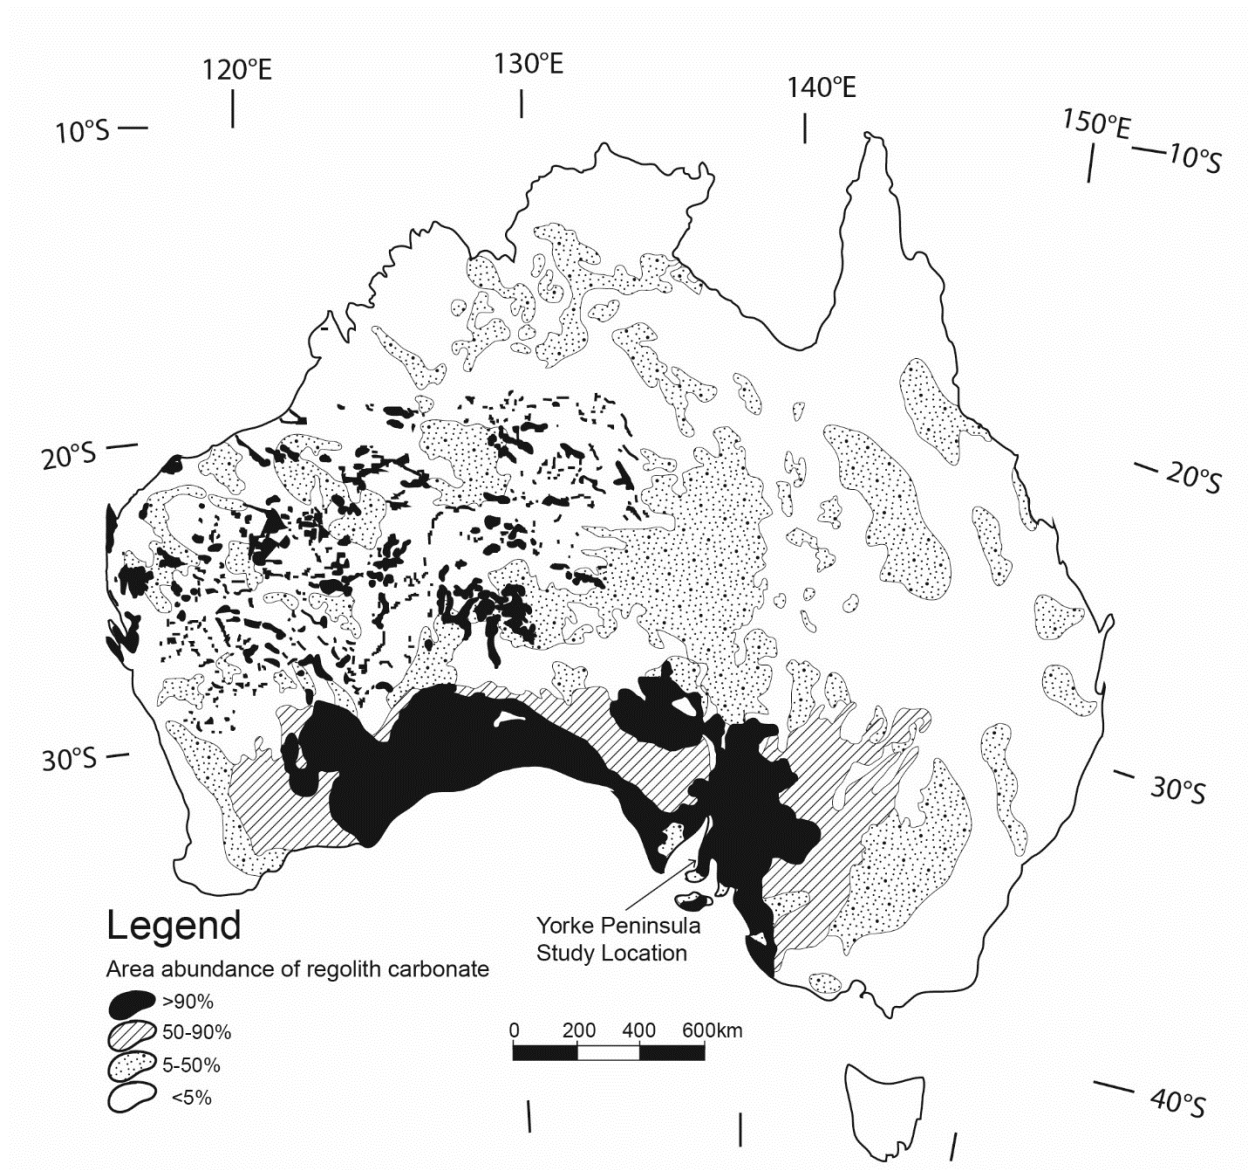 120°E
130°E
140°E
150°E
10°S
10°S
20°S
20°S
30°S
30°S
Yorke Peninsula
Study Location
Legend
Area abundance of regolith carbonate
>90%
50-90%
5-50%
<5%
0 200 400 600km
40°S